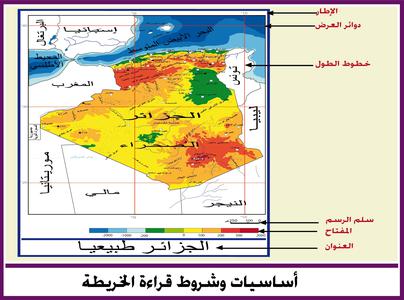 الإطار
دوائر العرض
خطوط الطول
سلم الرسم
المفتاح
العنوان
البرتغال
إسبانيا
البحر الأبيض المتوسط
المحيط الأطلسي
المغرب
تونس
ليبيا
الجزائر
الصحراء
موريتانيا
مالي
النيجر
الجزائر طبيعيا
أساسيات وشروط قراءة الخريطة